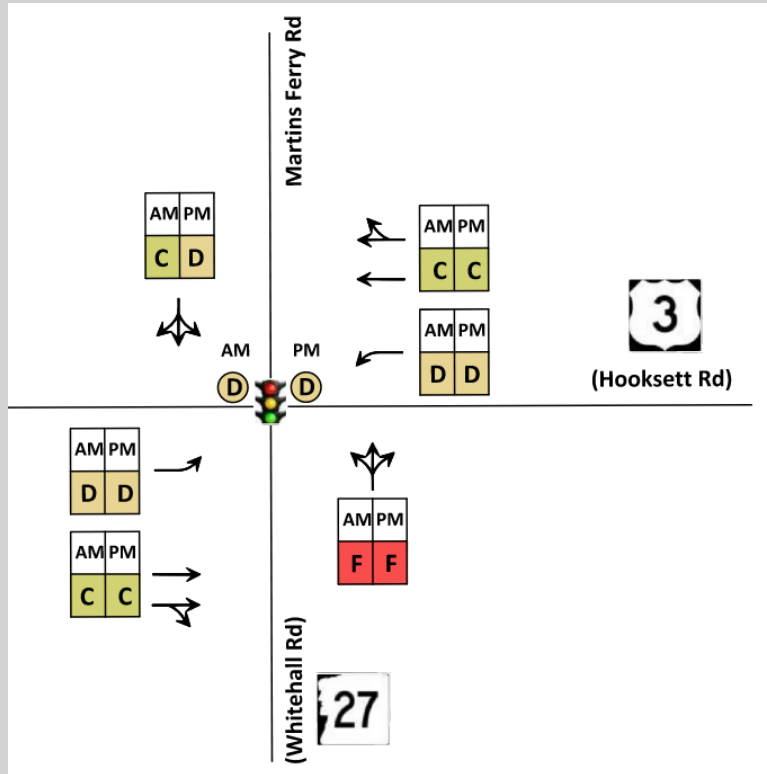 Martins Ferry Rd
AM PM
C D
AM PM
C C
3
(Hooksett Rd)
AM PM
D D
AM PM
D D
AM PM
D D
AM PM
C C
AM PM
F F
(Whitehall Rd)
27